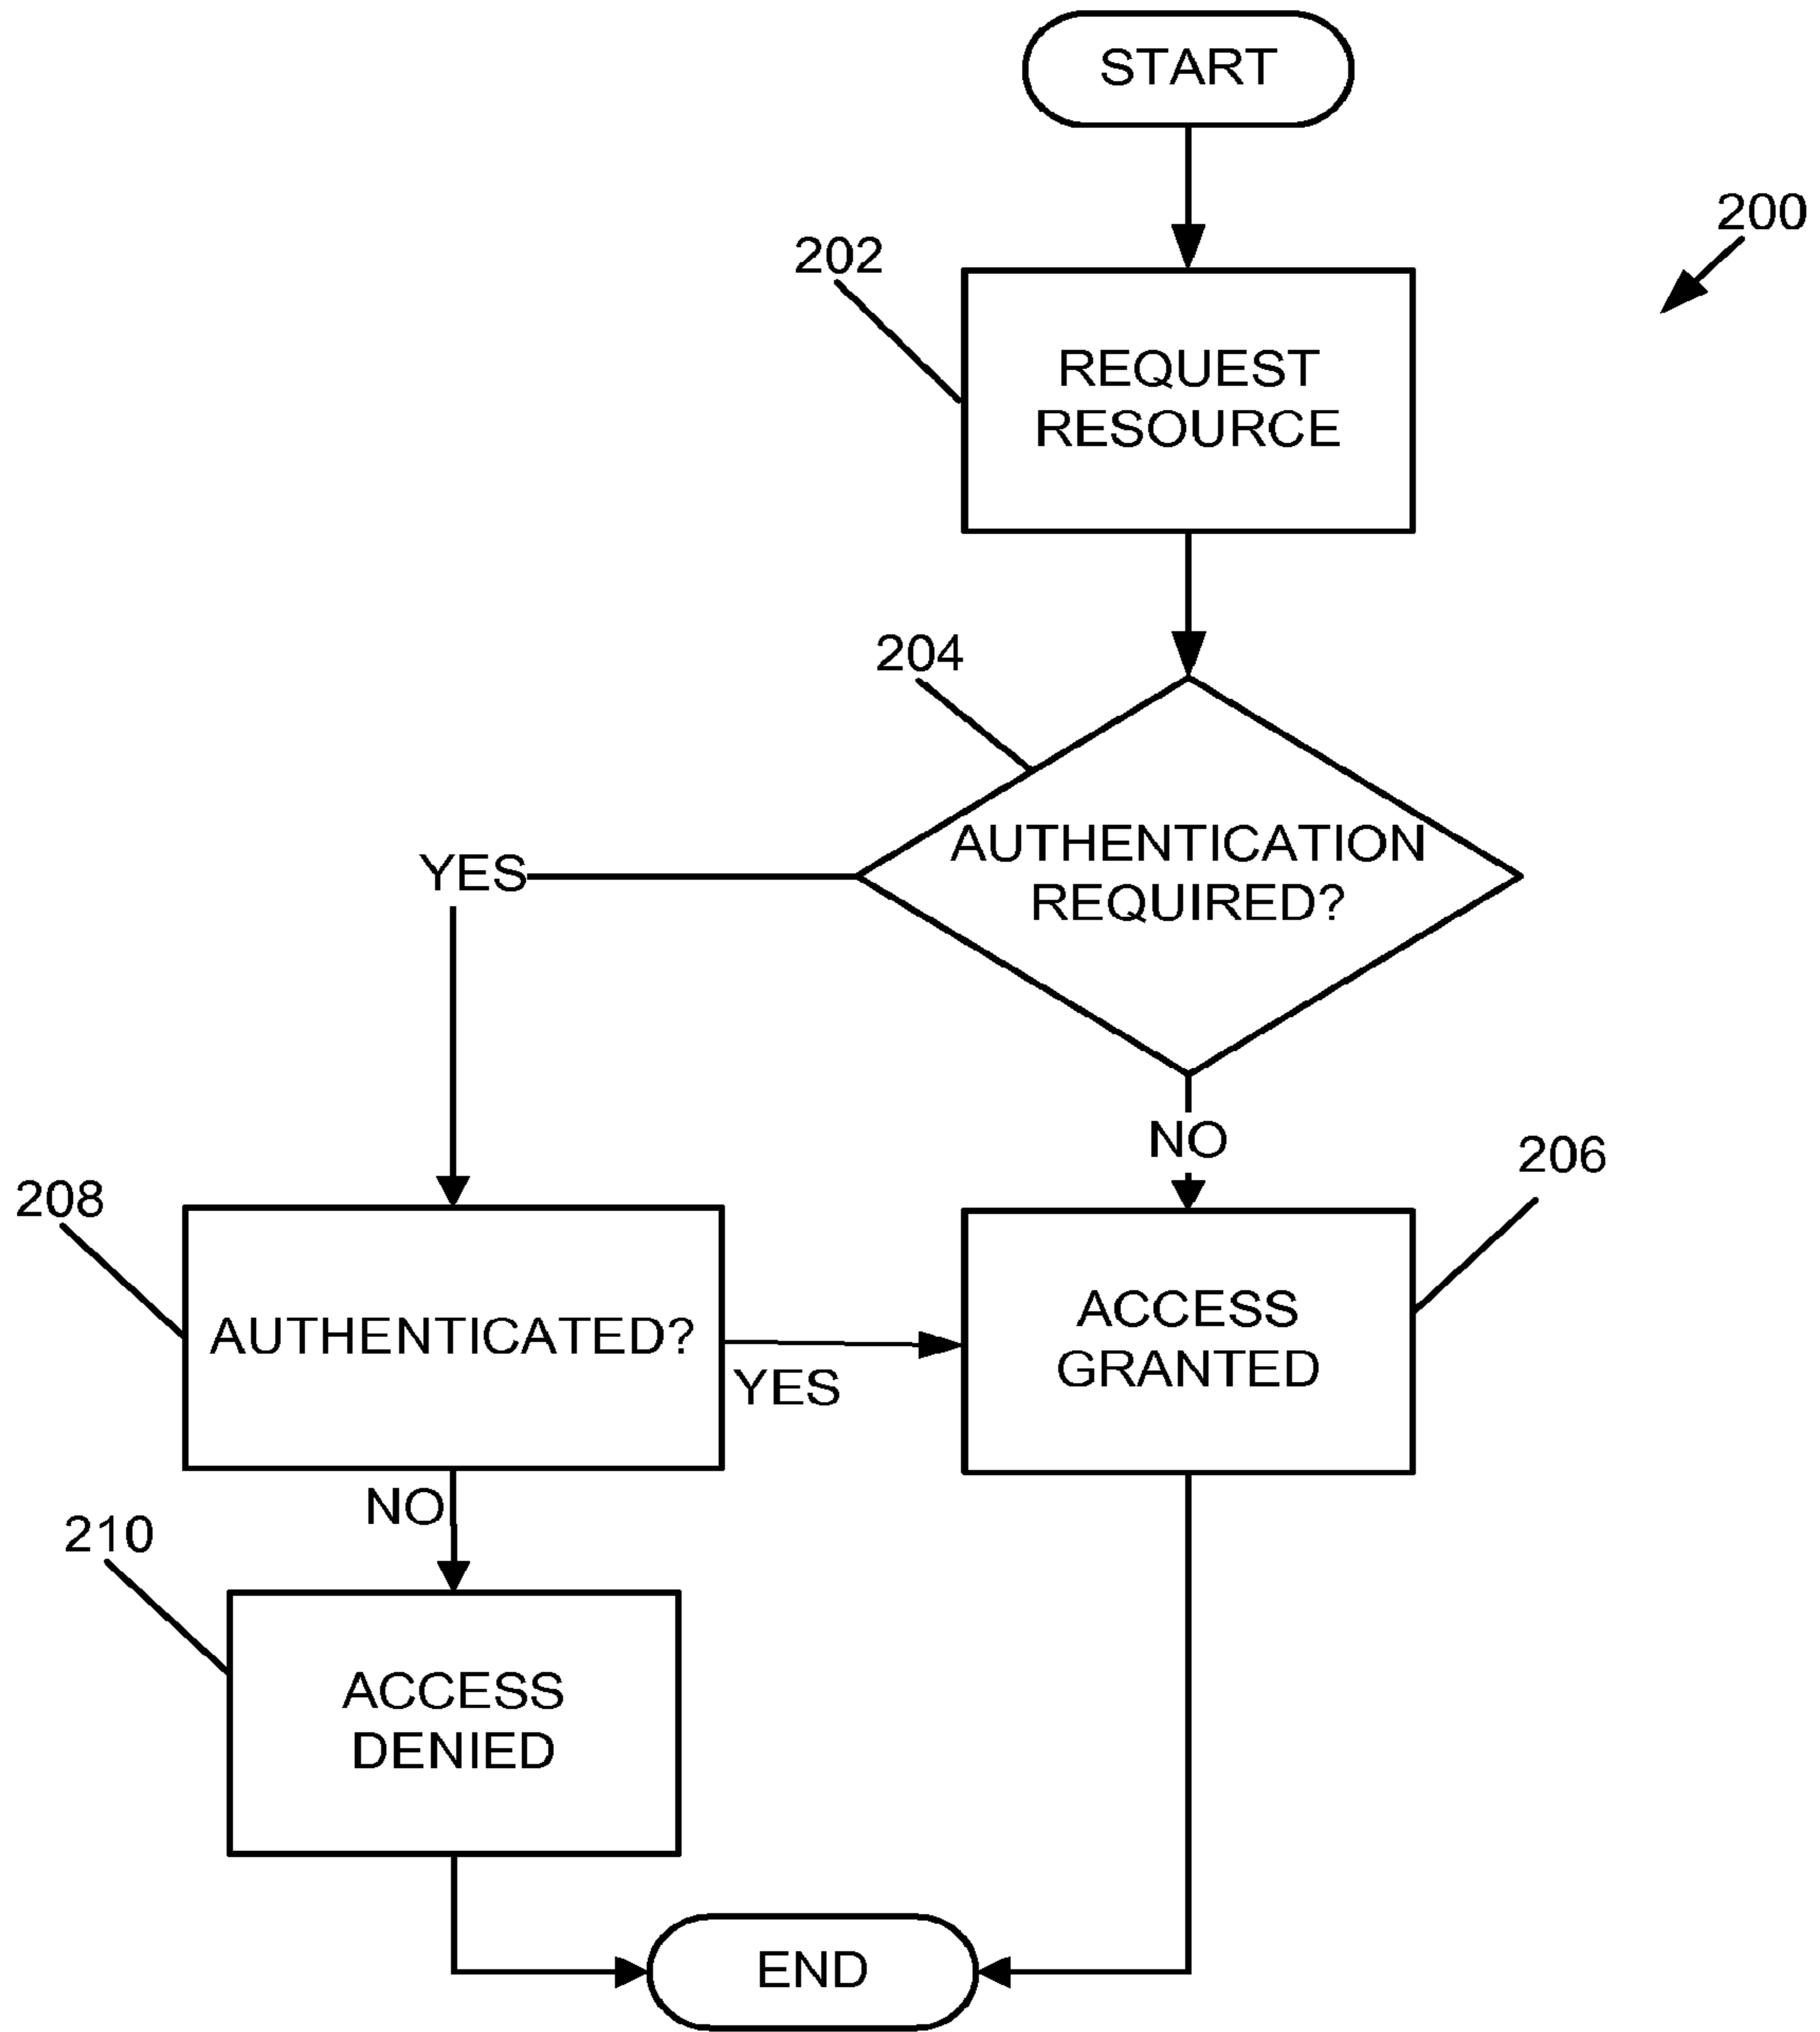 START
200
202
REQUEST
RESOURCE
204
AUTHENTICATION
REQUIRED?
YES
NO
206
208
ACCESS
GRANTED
AUTHENTICATED?
YES
NO
210
ACCESS
DENIED
END